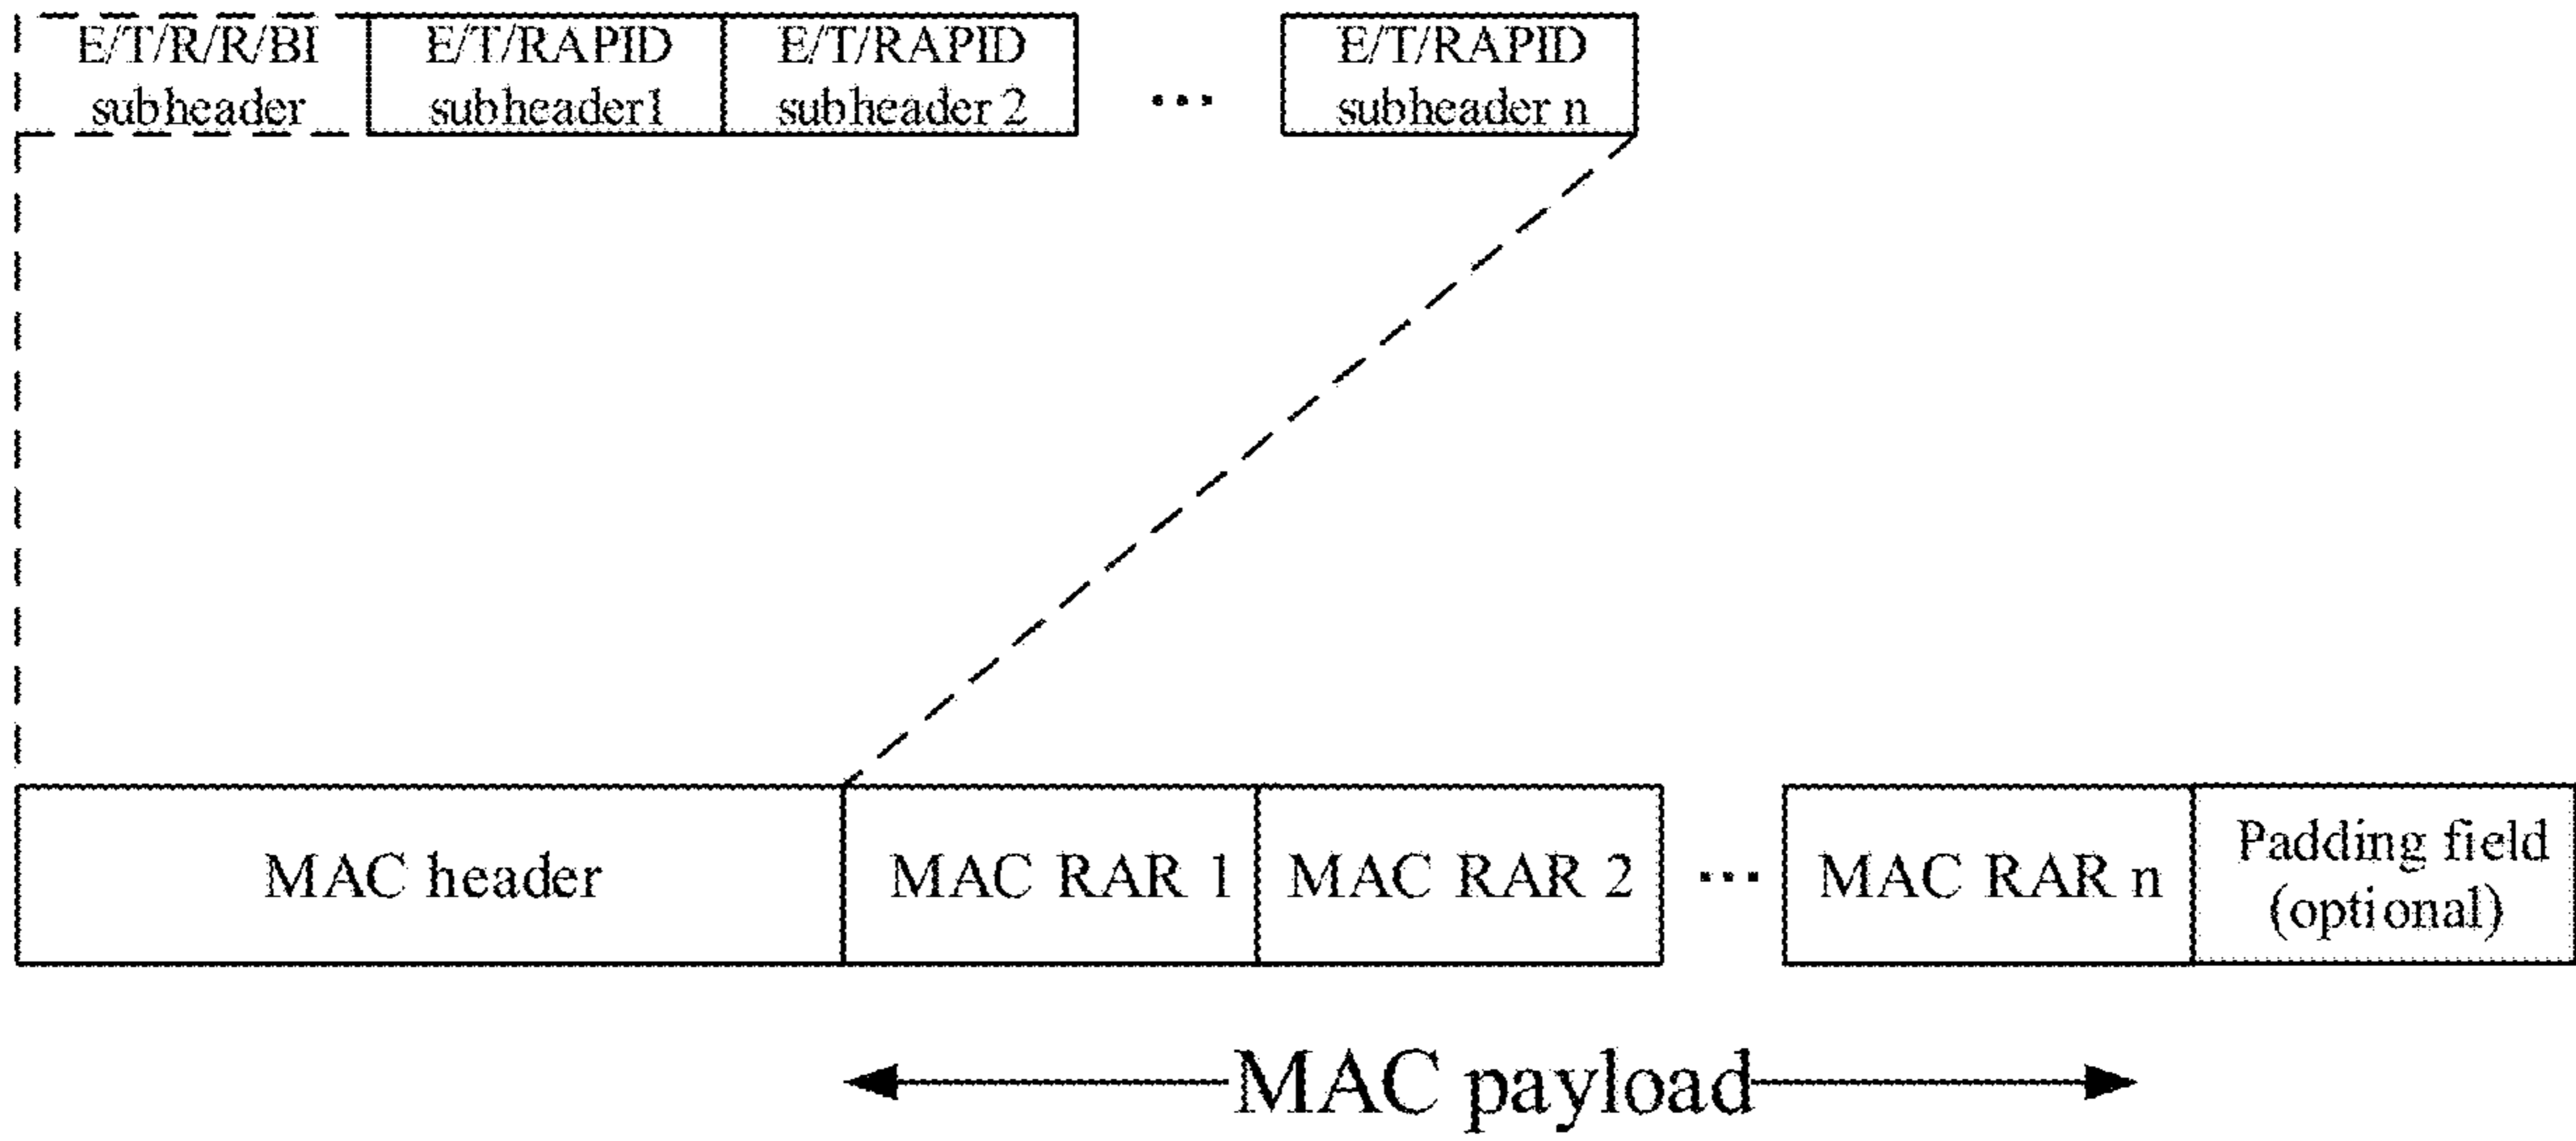 E/T/R/R/BI
subheader
E/T/RAPID
subheader1
E/T/RAPID
subheader 2
...
E/T/RAPID
subheader n
MAC header
MAC RAR 1
MAC RAR 2
...
MAC RAR n
Padding field
(optional)
MAC payload